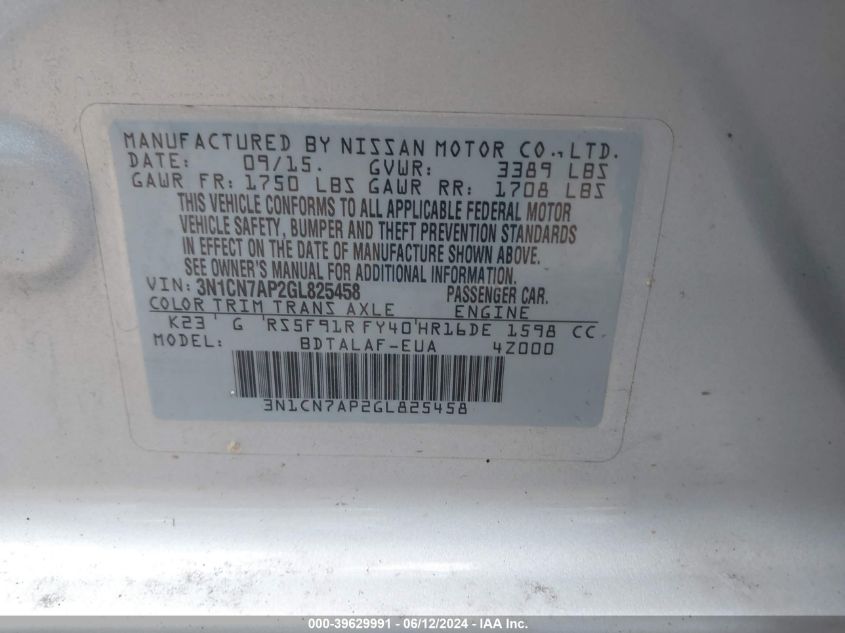 MANUFACTURED BY NISSAN MOTOR CO., LTD.
DATE: 09/15. GVWR: 3389 LBS
GAWR FR: 1750 LBS GAWR RR: 1708 LBS
THIS VEHICLE CONFORMS TO ALL APPLICABLE FEDERAL MOTOR
VEHICLE SAFETY, BUMPER AND THEFT PREVENTION STANDARDS
IN EFFECT ON THE DATE OF MANUFACTURE SHOWN ABOVE.
SEE OWNER'S MANUAL FOR ADDITIONAL INFORMATION.
VIN: 3N1CN7AP2GL825458 PASSENGER CAR.
COLOR TRIM TRANS AXLE ENGINE
K23 ' G 'RS5F91R FY40'HR16DE 1598 CC.
MODEL: BDTALAF-EUA 4Z000
3N1CN7AP2GL825458
000-39629991 - 06/12/2024 - IAA Inc.